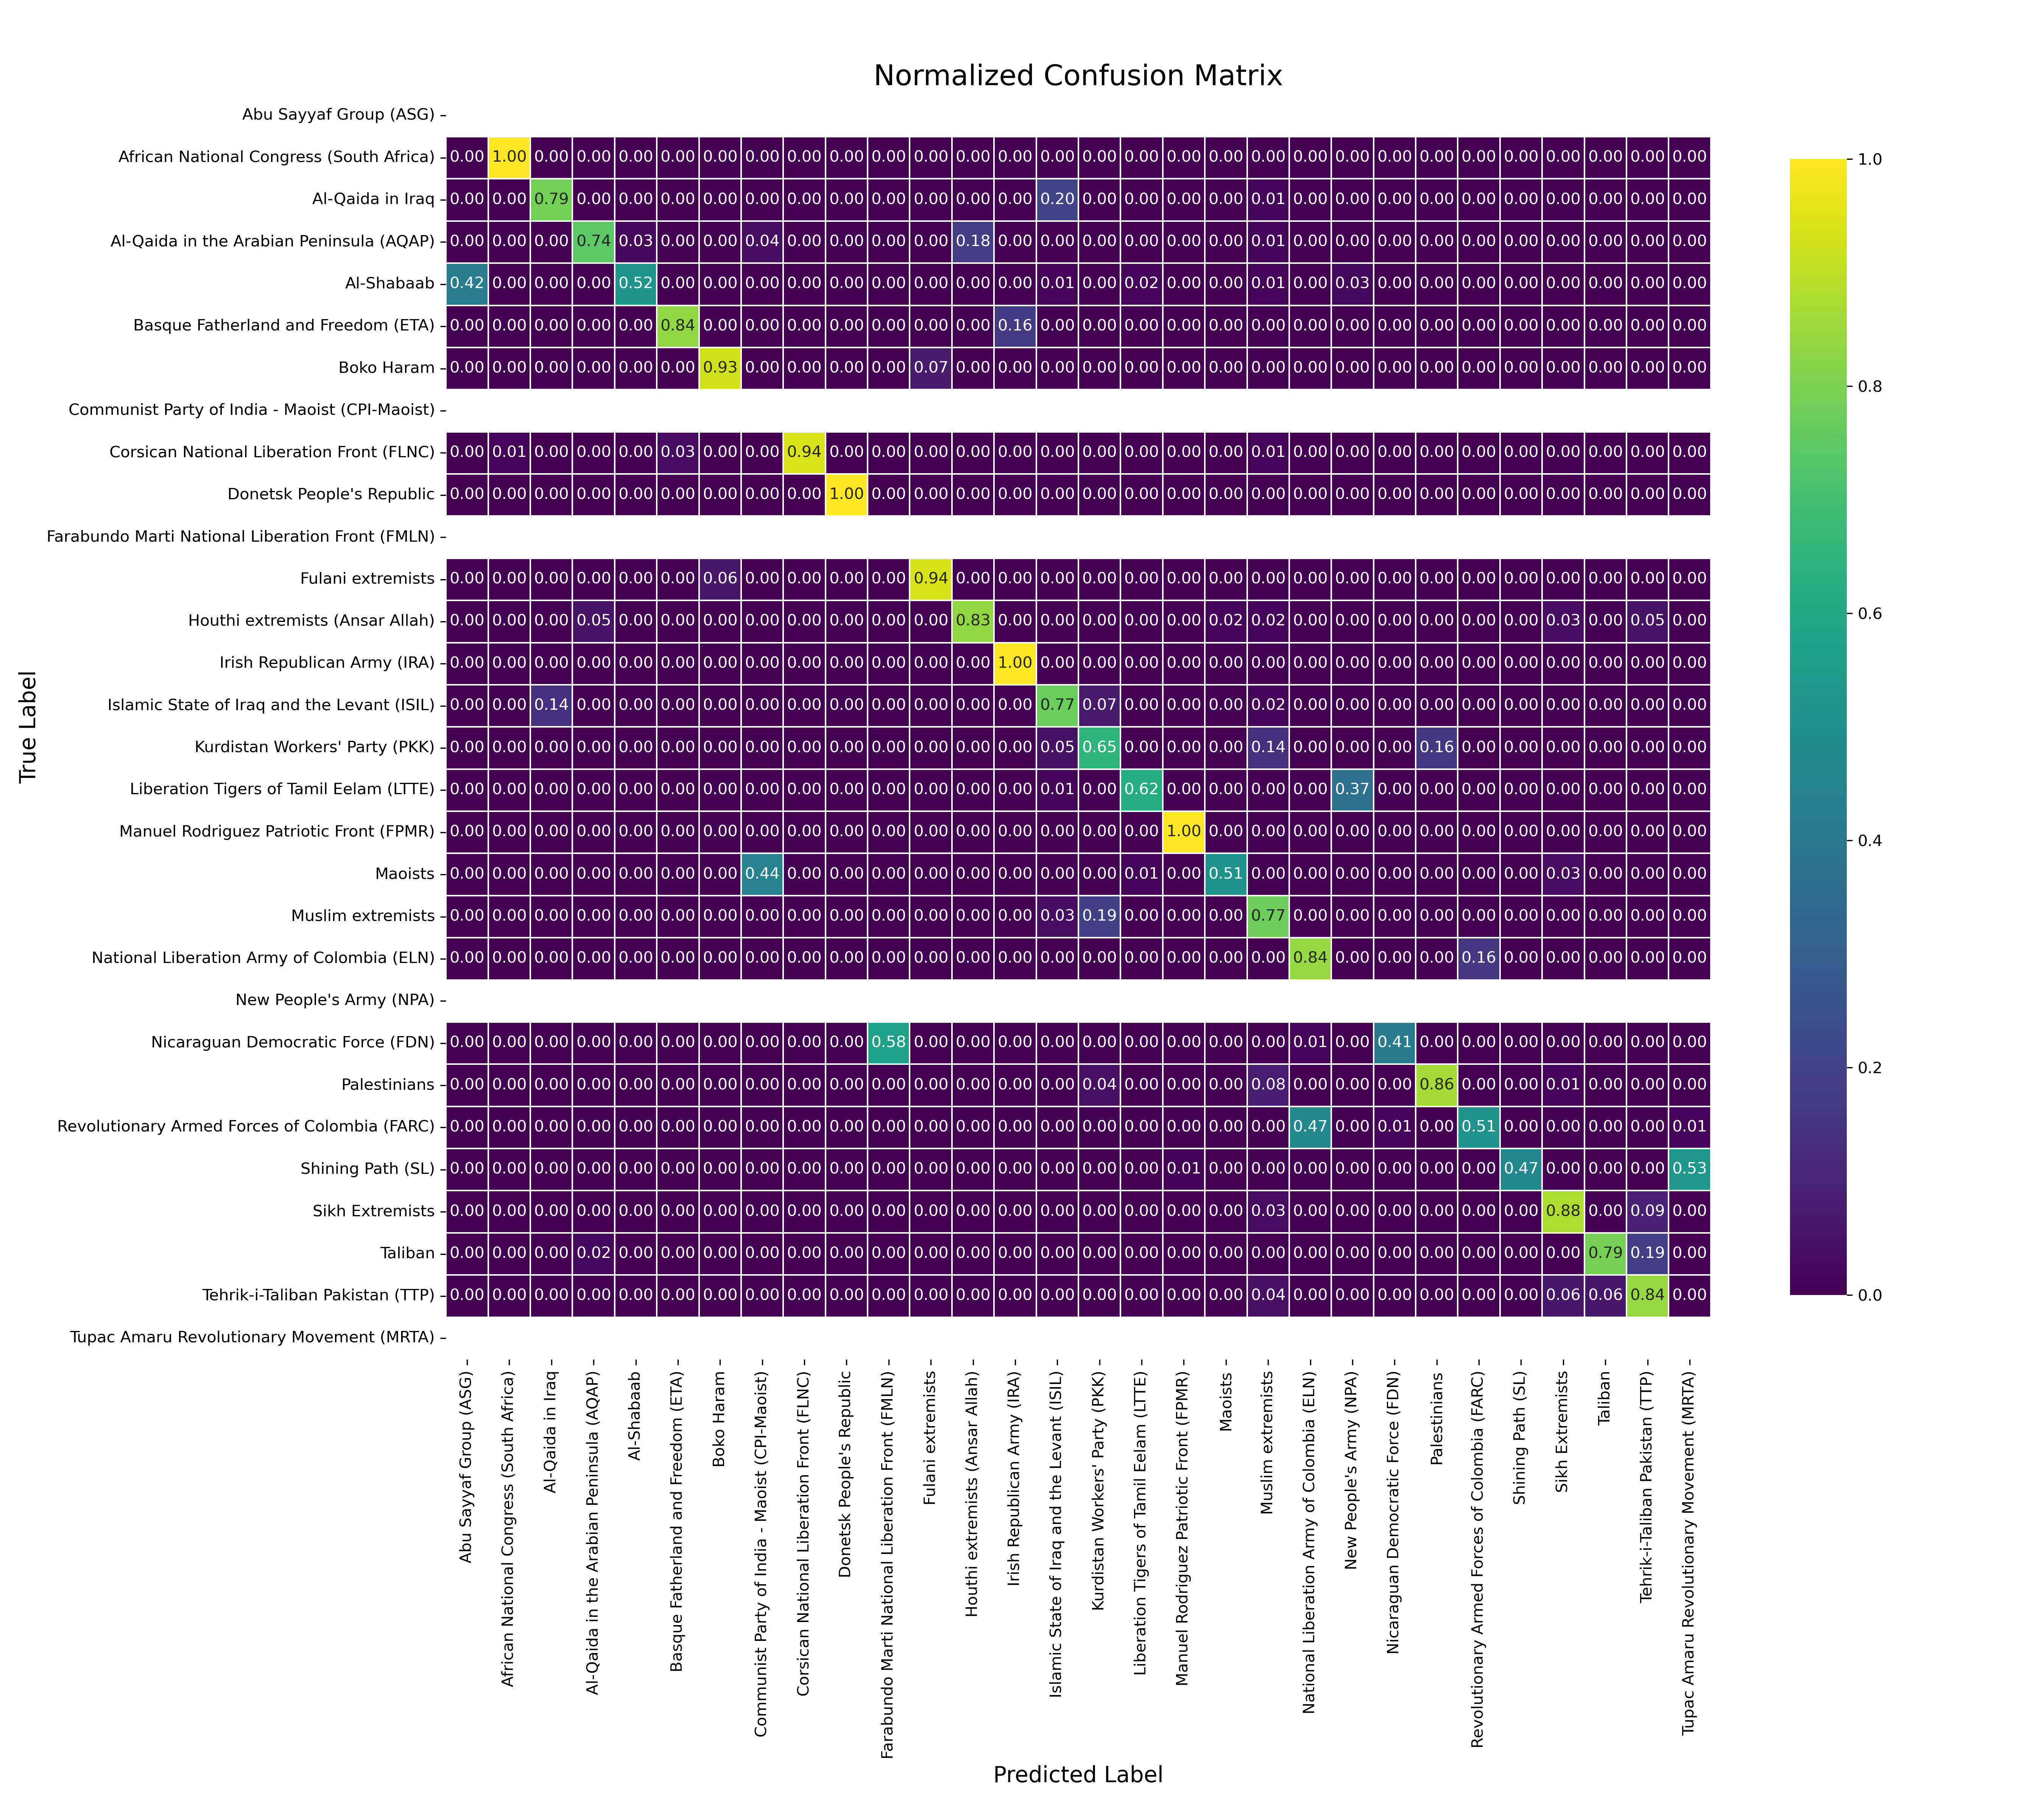 Normalized Confusion Matrix
Abu Sayyaf Group (ASG)
African National Congress (South Africa) 0.00 1.00 0.00 0.00 0.00 0.00 0.00 0.00 0.00 0.00 0.00 0.00 0.00 0.00 0.00 0.00 0.00 0.00 0.00 0.00 0.00 0.00 0.00 0.00 0.00 0.00 0.00 0.00 0.00 0.00
Al-Qaida in Iraq 0.00 0.00 0.79 0.00 0.00 0.00 0.00 0.00 0.00 0.00 0.00 0.00 0.00 0.00 0.20 0.00 0.00 0.00 0.00 0.01 0.00 0.00 0.00 0.00 0.00 0.00 0.00 0.00 0.00 0.00
Al-Qaida in the Arabian Peninsula (AQAP) 0.00 0.00 0.00 0.74 0.03 0.00 0.00 0.04 0.00 0.00 0.00 0.00 0.18 0.00 0.00 0.00 0.00 0.00 0.00 0.01 0.00 0.00 0.00 0.00 0.00 0.00 0.00 0.00 0.00 0.00
Al-Shabaab 0.42 0.00 0.00 0.00 0.52 0.00 0.00 0.00 0.00 0.00 0.00 0.00 0.00 0.00 0.01 0.00 0.02 0.00 0.00 0.01 0.00 0.03 0.00 0.00 0.00 0.00 0.00 0.00 0.00 0.00
Basque Fatherland and Freedom (ETA) 0.00 0.00 0.00 0.00 0.00 0.84 0.00 0.00 0.00 0.00 0.00 0.00 0.00 0.16 0.00 0.00 0.00 0.00 0.00 0.00 0.00 0.00 0.00 0.00 0.00 0.00 0.00 0.00 0.00 0.00
Boko Haram 0.00 0.00 0.00 0.00 0.00 0.00 0.93 0.00 0.00 0.00 0.00 0.07 0.00 0.00 0.00 0.00 0.00 0.00 0.00 0.00 0.00 0.00 0.00 0.00 0.00 0.00 0.00 0.00 0.00 0.00
Communist Party of India - Maoist (CPI-Maoist)
Corsican National Liberation Front (FLNC) 0.00 0.01 0.00 0.00 0.00 0.03 0.00 0.00 0.94 0.00 0.00 0.00 0.00 0.00 0.00 0.00 0.00 0.00 0.00 0.01 0.00 0.00 0.00 0.00 0.00 0.00 0.00 0.00 0.00 0.00
Donetsk People's Republic 0.00 0.00 0.00 0.00 0.00 0.00 0.00 0.00 0.00 1.00 0.00 0.00 0.00 0.00 0.00 0.00 0.00 0.00 0.00 0.00 0.00 0.00 0.00 0.00 0.00 0.00 0.00 0.00 0.00 0.00
Farabundo Marti National Liberation Front (FMLN)
Fulani extremists 0.00 0.00 0.00 0.00 0.00 0.00 0.06 0.00 0.00 0.00 0.00 0.94 0.00 0.00 0.00 0.00 0.00 0.00 0.00 0.00 0.00 0.00 0.00 0.00 0.00 0.00 0.00 0.00 0.00 0.00
Houthi extremists (Ansar Allah) 0.00 0.00 0.00 0.05 0.00 0.00 0.00 0.00 0.00 0.00 0.00 0.00 0.83 0.00 0.00 0.00 0.00 0.00 0.02 0.02 0.00 0.00 0.00 0.00 0.00 0.00 0.03 0.00 0.05 0.00
Irish Republican Army (IRA) 0.00 0.00 0.00 0.00 0.00 0.00 0.00 0.00 0.00 0.00 0.00 0.00 0.00 1.00 0.00 0.00 0.00 0.00 0.00 0.00 0.00 0.00 0.00 0.00 0.00 0.00 0.00 0.00 0.00 0.00
Islamic State of Iraq and the Levant (ISIL) 0.00 0.00 0.14 0.00 0.00 0.00 0.00 0.00 0.00 0.00 0.00 0.00 0.00 0.00 0.77 0.07 0.00 0.00 0.00 0.02 0.00 0.00 0.00 0.00 0.00 0.00 0.00 0.00 0.00 0.00
Kurdistan Workers' Party (PKK) 0.00 0.00 0.00 0.00 0.00 0.00 0.00 0.00 0.00 0.00 0.00 0.00 0.00 0.00 0.05 0.65 0.00 0.00 0.00 0.14 0.00 0.00 0.00 0.16 0.00 0.00 0.00 0.00 0.00 0.00
Liberation Tigers of Tamil Eelam (LTTE) 0.00 0.00 0.00 0.00 0.00 0.00 0.00 0.00 0.00 0.00 0.00 0.00 0.00 0.00 0.01 0.00 0.62 0.00 0.00 0.00 0.00 0.37 0.00 0.00 0.00 0.00 0.00 0.00 0.00 0.00
Manuel Rodriguez Patriotic Front (FPMR) 0.00 0.00 0.00 0.00 0.00 0.00 0.00 0.00 0.00 0.00 0.00 0.00 0.00 0.00 0.00 0.00 0.00 1.00 0.00 0.00 0.00 0.00 0.00 0.00 0.00 0.00 0.00 0.00 0.00 0.00
Maoists 0.00 0.00 0.00 0.00 0.00 0.00 0.00 0.44 0.00 0.00 0.00 0.00 0.00 0.00 0.00 0.00 0.01 0.00 0.51 0.00 0.00 0.00 0.00 0.00 0.00 0.00 0.03 0.00 0.00 0.00
Muslim extremists 0.00 0.00 0.00 0.00 0.00 0.00 0.00 0.00 0.00 0.00 0.00 0.00 0.00 0.00 0.03 0.19 0.00 0.00 0.00 0.77 0.00 0.00 0.00 0.00 0.00 0.00 0.00 0.00 0.00 0.00
National Liberation Army of Colombia (ELN) 0.00 0.00 0.00 0.00 0.00 0.00 0.00 0.00 0.00 0.00 0.00 0.00 0.00 0.00 0.00 0.00 0.00 0.00 0.00 0.00 0.84 0.00 0.00 0.00 0.16 0.00 0.00 0.00 0.00 0.00
New People's Army (NPA)
Nicaraguan Democratic Force (FDN) 0.00 0.00 0.00 0.00 0.00 0.00 0.00 0.00 0.00 0.00 0.58 0.00 0.00 0.00 0.00 0.00 0.00 0.00 0.00 0.00 0.01 0.00 0.41 0.00 0.00 0.00 0.00 0.00 0.00 0.00
Palestinians 0.00 0.00 0.00 0.00 0.00 0.00 0.00 0.00 0.00 0.00 0.00 0.00 0.00 0.00 0.00 0.04 0.00 0.00 0.00 0.08 0.00 0.00 0.00 0.86 0.00 0.00 0.01 0.00 0.00 0.00
Revolutionary Armed Forces of Colombia (FARC) 0.00 0.00 0.00 0.00 0.00 0.00 0.00 0.00 0.00 0.00 0.00 0.00 0.00 0.00 0.00 0.00 0.00 0.00 0.00 0.00 0.47 0.00 0.01 0.00 0.51 0.00 0.00 0.00 0.00 0.01
Shining Path (SL) 0.00 0.00 0.00 0.00 0.00 0.00 0.00 0.00 0.00 0.00 0.00 0.00 0.00 0.00 0.00 0.00 0.00 0.01 0.00 0.00 0.00 0.00 0.00 0.00 0.00 0.47 0.00 0.00 0.00 0.53
Sikh Extremists 0.00 0.00 0.00 0.00 0.00 0.00 0.00 0.00 0.00 0.00 0.00 0.00 0.00 0.00 0.00 0.00 0.00 0.00 0.00 0.03 0.00 0.00 0.00 0.00 0.00 0.00 0.88 0.00 0.09 0.00
Taliban 0.00 0.00 0.00 0.02 0.00 0.00 0.00 0.00 0.00 0.00 0.00 0.00 0.00 0.00 0.00 0.00 0.00 0.00 0.00 0.00 0.00 0.00 0.00 0.00 0.00 0.00 0.00 0.79 0.19 0.00
Tehrik-i-Taliban Pakistan (TTP) 0.00 0.00 0.00 0.00 0.00 0.00 0.00 0.00 0.00 0.00 0.00 0.00 0.00 0.00 0.00 0.00 0.00 0.00 0.00 0.04 0.00 0.00 0.00 0.00 0.00 0.00 0.06 0.06 0.84 0.00
Tupac Amaru Revolutionary Movement (MRTA)
True Label
Abu Sayyaf Group (ASG)
African National Congress (South Africa)
Al-Qaida in Iraq
Al-Qaida in the Arabian Peninsula (AQAP)
Al-Shabaab
Basque Fatherland and Freedom (ETA)
Boko Haram
Communist Party of India - Maoist (CPI-Maoist)
Corsican National Liberation Front (FLNC)
Donetsk People's Republic
Farabundo Marti National Liberation Front (FMLN)
Fulani extremists
Houthi extremists (Ansar Allah)
Irish Republican Army (IRA)
Islamic State of Iraq and the Levant (ISIL)
Kurdistan Workers' Party (PKK)
Liberation Tigers of Tamil Eelam (LTTE)
Manuel Rodriguez Patriotic Front (FPMR)
Maoists
Muslim extremists
National Liberation Army of Colombia (ELN)
New People's Army (NPA)
Nicaraguan Democratic Force (FDN)
Palestinians
Revolutionary Armed Forces of Colombia (FARC)
Shining Path (SL)
Sikh Extremists
Taliban
Tehrik-i-Taliban Pakistan (TTP)
Tupac Amaru Revolutionary Movement (MRTA)
Predicted Label
1.0
0.8
0.6
0.4
0.2
0.0